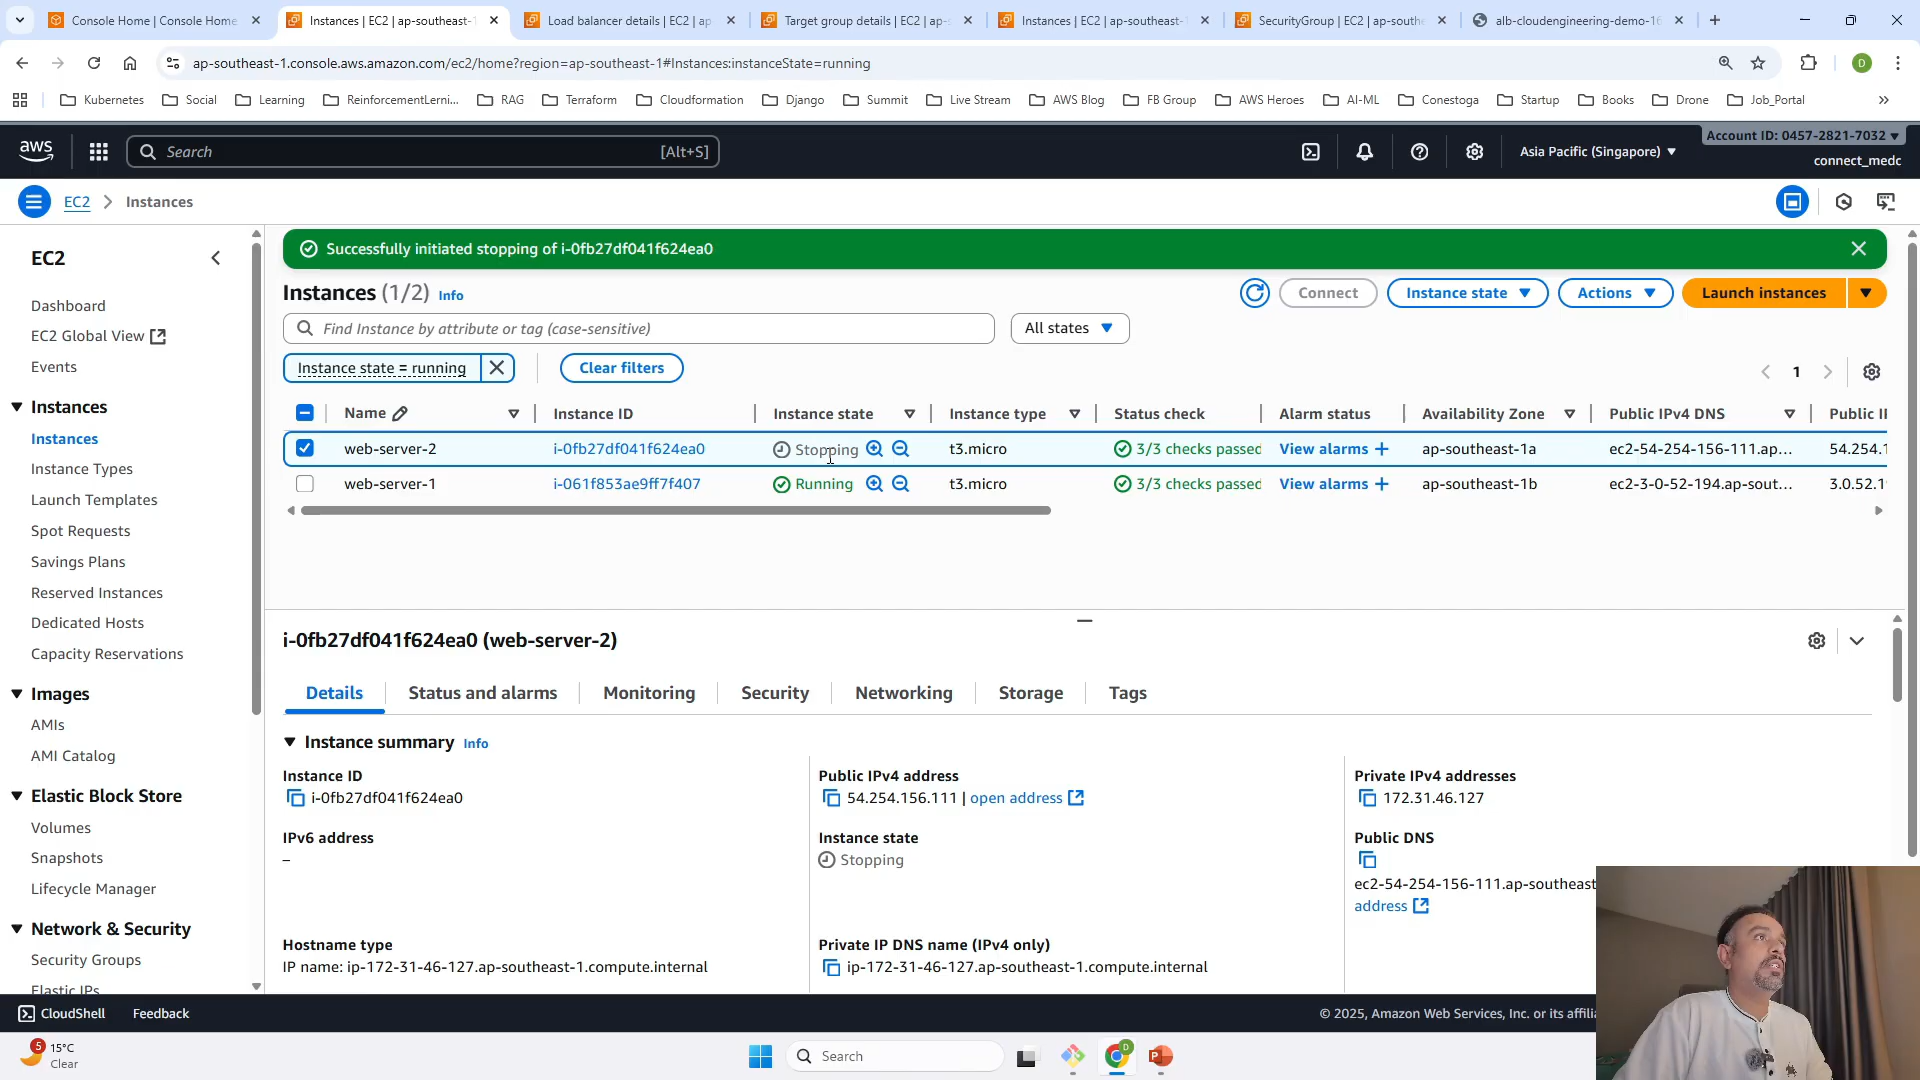 Console Home | Console Home
Instances | EC2 | ap-southeast-1
Load balancer details | EC2 | ap
Target group details | EC2 | ap-s
Instances | EC2 | ap-southeast-1
SecurityGroup | EC2 | ap-southe
alb-cloudengineering-demo-16
ap-southeast-1.console.aws.amazon.com/ec2/home?region=ap-southeast-1#Instances:instanceState=running
D
Kubernetes
Social
Learning
ReinforcementLerni...
RAG
Terraform
Cloudformation
Django
Summit
Live Stream
AWS Blog
FB Group
AWS Heroes
AI-ML
Conestoga
Startup
Books
Drone
Job_Portal
»
aws
Search
[Alt+S]
Asia Pacific (Singapore)
Account ID: 0457-2821-7032
connect_medc
EC2
Instances
EC2
Dashboard
EC2 Global View
Events
Instances
Instances
Instance Types
Launch Templates
Spot Requests
Savings Plans
Reserved Instances
Dedicated Hosts
Capacity Reservations
Images
AMIs
AMI Catalog
Elastic Block Store
Volumes
Snapshots
Lifecycle Manager
Network & Security
Security Groups
Elastic IPs
Successfully initiated stopping of i-0fb27df041f624ea0
Instances (1/2) Info
Connect
Instance state
Actions
Launch instances
Find Instance by attribute or tag (case-sensitive)
All states
Instance state = running
Clear filters
1
Name
Instance ID
Instance state
Instance type
Status check
Alarm status
Availability Zone
Public IPv4 DNS
Public IF
web-server-2 i-0fb27df041f624ea0 Stopping t3.micro 3/3 checks passed View alarms + ap-southeast-1a ec2-54-254-156-111.ap... 54.254.1
web-server-1 i-061f853ae9ff7f407 Running t3.micro 3/3 checks passed View alarms + ap-southeast-1b ec2-3-0-52-194.ap-sout... 3.0.52.1
i-0fb27df041f624ea0 (web-server-2)
Details
Status and alarms
Monitoring
Security
Networking
Storage
Tags
Instance summary Info
Instance ID
i-0fb27df041f624ea0
Public IPv4 address
54.254.156.111 | open address
Private IPv4 addresses
172.31.46.127
IPv6 address
–
Instance state
Stopping
Public DNS
ec2-54-254-156-111.ap-southeast
address
Hostname type
IP name: ip-172-31-46-127.ap-southeast-1.compute.internal
Private IP DNS name (IPv4 only)
ip-172-31-46-127.ap-southeast-1.compute.internal
CloudShell
Feedback
© 2025, Amazon Web Services, Inc. or its affilia
5
15°C
Clear
Search
D